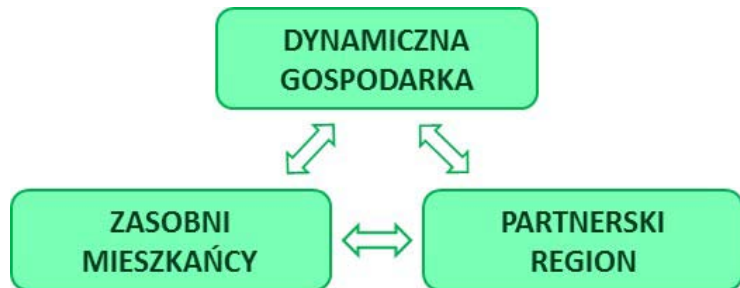 DYNAMICZNA
GOSPODARKA
ZASOBNI
MIESZKAŃCY
PARTNERSKI
REGION